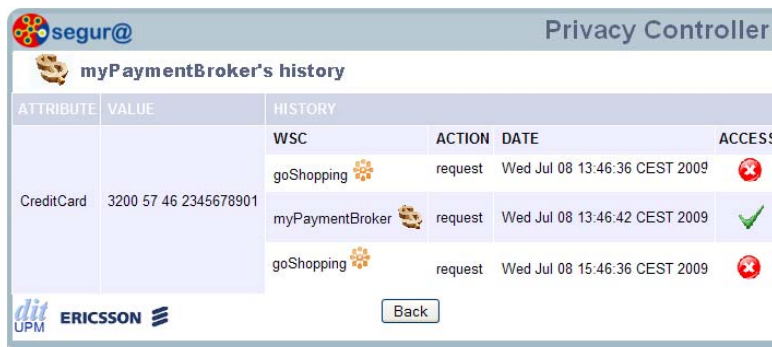 segur@ Privacy Controller
myPaymentBroker's history
ATTRIBUTE VALUE HISTORY
WSC ACTION DATE ACCESS
goShopping request Wed Jul 08 13:46:36 CEST 2009
CreditCard 3200 57 46 2345678901 myPaymentBroker request Wed Jul 08 13:46:42 CEST 2009
goShopping request Wed Jul 08 15:46:36 CEST 2009
dit UPM ERICSSON Back